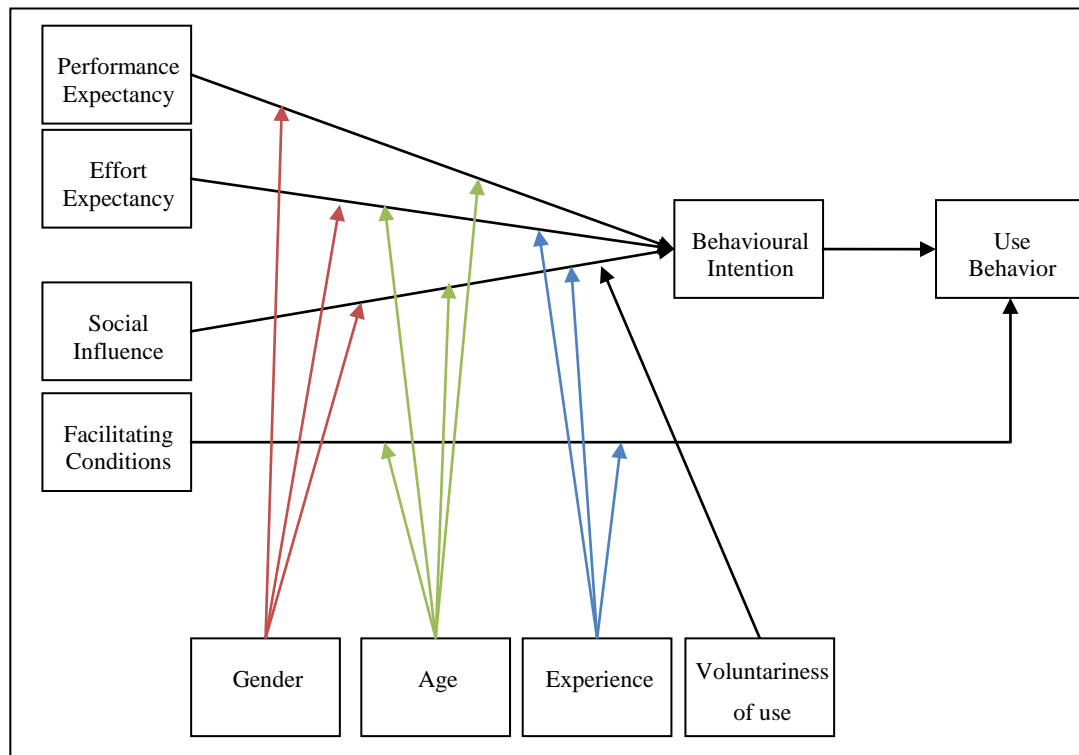 Performance
Expectancy
Effort
Expectancy
Social
Influence
Facilitating
Conditions
Behavioural
Intention
Use
Behavior
Gender
Age
Experience
Voluntariness
of use